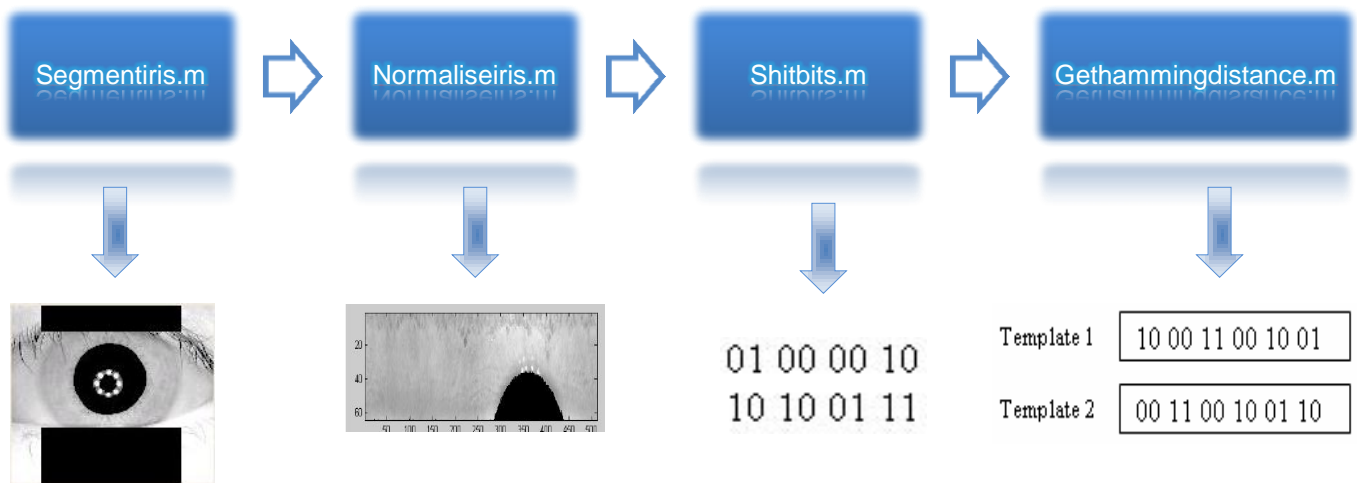 Segmentiris.m
Normaliseiris.m
Shitbits.m
Gethammingdistance.m
20
40
60
50 100 150 200 250 300 350 400 450 500
01 00 00 10
10 10 01 11
Template 1 10 00 11 00 10 01
Template 2 00 11 00 10 01 10